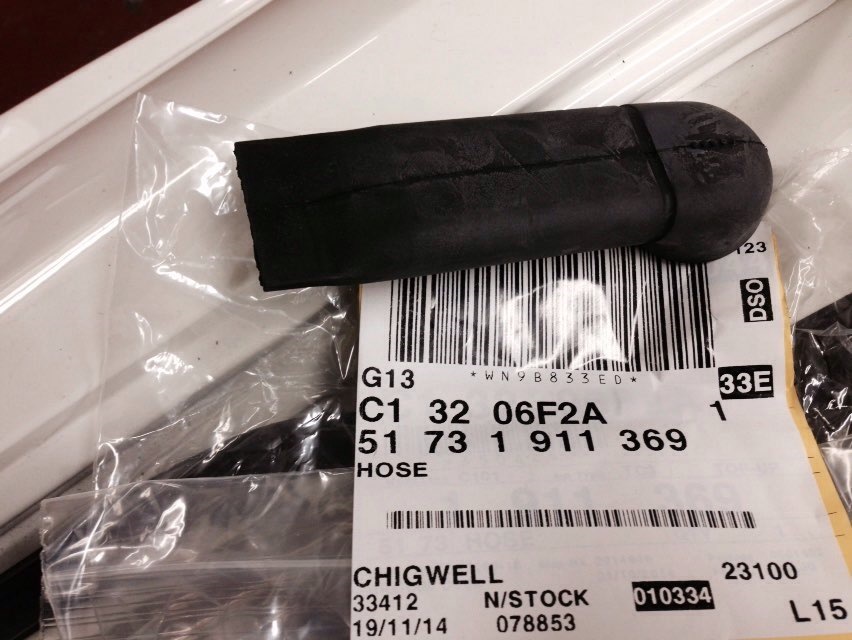 123
DSO
G13 *WN9B833ED* 33E
C1 32 06F2A 1
51 73 1 911 369
HOSE
CHIGWELL 23100
33412 N/STOCK 010334
19/11/14 078853 L15